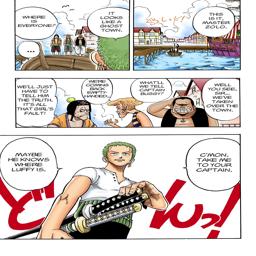 THIS IS
IT, MASTER
ZOLO.
IT
LOOKS
LIKE A
GHOST
TOWN.
WHERE
IS
EVERYONE?
...
WELL,
YOU SEE,
SIR...
WE'VE
TAKEN OVER
THE TOWN.
WHAT'LL
WE TELL
CAPTAIN
BUGGY?
WE'RE
COMING
BACK
EMPTY-
HANDED...
WE'LL JUST
HAVE TO
TELL HIM
THE TRUTH.
IT'S ALL
THAT GIRL'S
FAULT!
C'MON,
TAKE ME
TO YOUR
CAPTAIN.
MAYBE
HE KNOWS
WHERE
LUFFY IS.
どんっ!